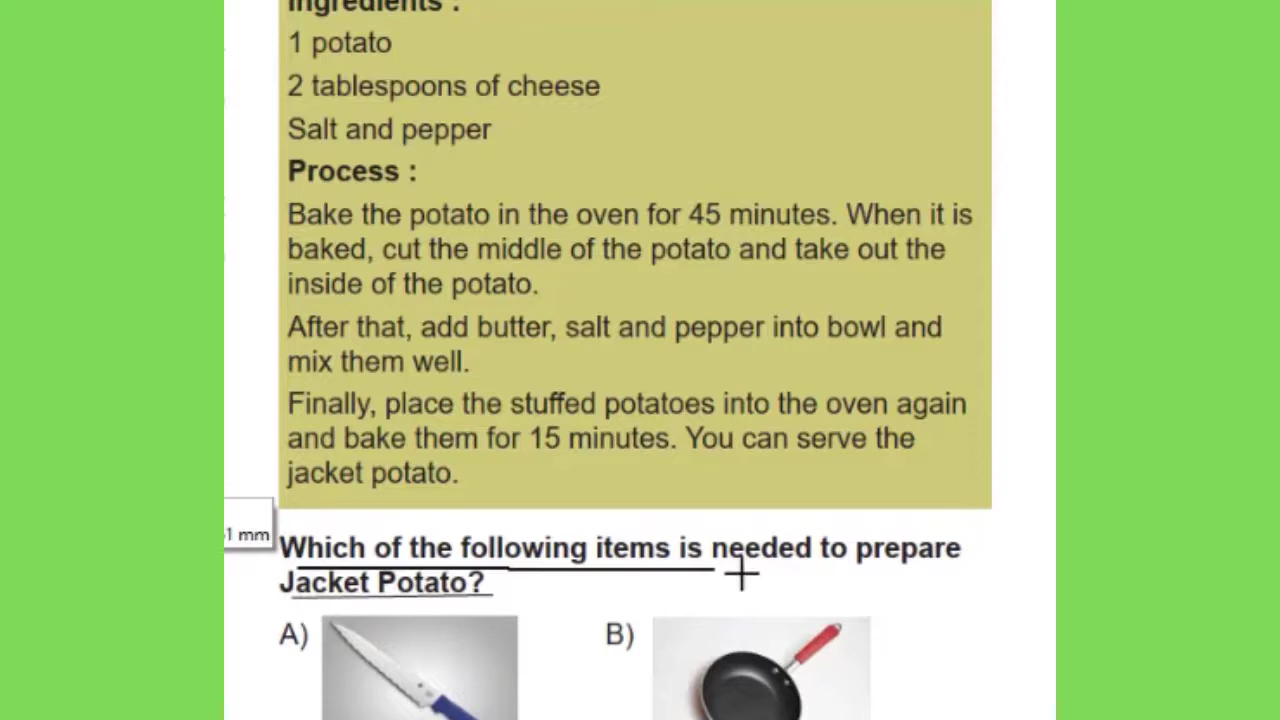 Ingredients :
1 potato
2 tablespoons of cheese
Salt and pepper
Process :
Bake the potato in the oven for 45 minutes. When it is
baked, cut the middle of the potato and take out the
inside of the potato.
After that, add butter, salt and pepper into bowl and
mix them well.
Finally, place the stuffed potatoes into the oven again
and bake them for 15 minutes. You can serve the
jacket potato.
1 mm
Which of the following items is needed to prepare
Jacket Potato?
A)
B)